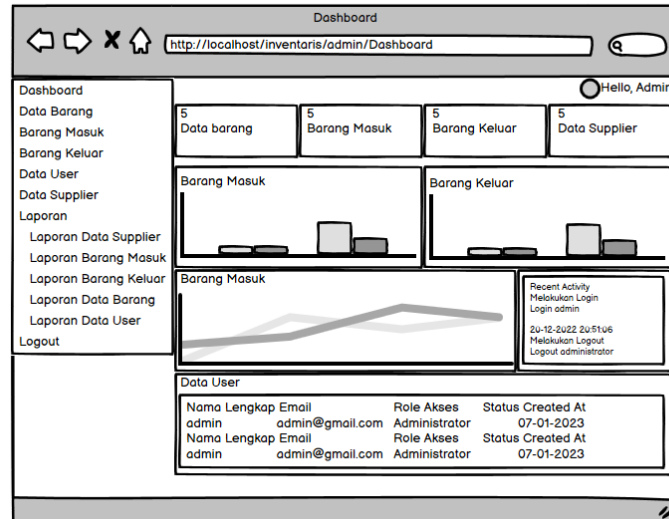 Dashboard
http://localhost/inventaris/admin/Dashboard
Hello, Admin
Dashboard
Data Barang
Barang Masuk
Barang Keluar
Data User
Data Supplier
Laporan
Laporan Data Supplier
Laporan Barang Masuk
Laporan Barang Keluar
Laporan Data Barang
Laporan Data User
Logout
5
Data barang
5
Barang Masuk
5
Barang Keluar
5
Data Supplier
Barang Masuk
Barang Keluar
Barang Masuk
Recent Activity
Melakukan Login
Login admin
20-12-2022 20:51:06
Melakukan Logout
Logout administrator
Data User
Nama Lengkap Email Role Akses Status Created At
admin admin@gmail.com Administrator 07-01-2023
Nama Lengkap Email Role Akses Status Created At
admin admin@gmail.com Administrator 07-01-2023